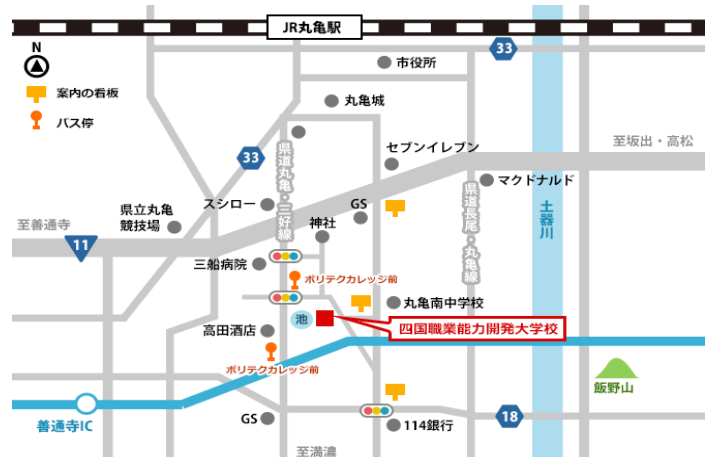 JR丸亀駅
N
33
33
市役所
案内の看板
丸亀城
バス停
セブンイレブン
至坂出・高松
33
県道丸亀・三好線
マクドナルド
スシロー
GS
県立丸亀
競技場
至善通寺
11
神社
県道長尾・丸亀線
土器川
三船病院
ポリテクカレッジ前
丸亀南中学校
池
四国職業能力開発大学校
高田酒店
ポリテクカレッジ前
飯野山
善通寺IC
GS
114銀行
18
至満濃